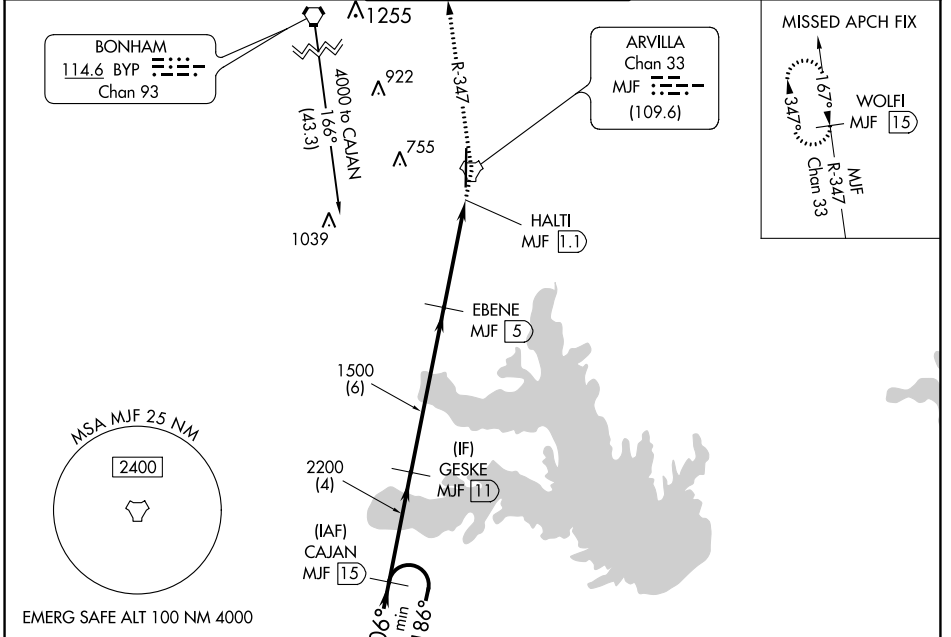 1255
BONHAM
114.6 BYP
Chan 93
4000 to CAJAN
166°
(43.3)
922
755
1039
R-347
ARVILLA
Chan 33
MJF
(109.6)
MISSED APCH FIX
167°
347°
WOLFI
MJF 15
MJF
R-347
Chan 33
HALTI
MJF 1.1
EBENE
MJF 5
1500
(6)
(IF)
GESKE
MJF 11
2200
(4)
(IAF)
CAJAN
MJF 15
06°
min
186°
MSA MJF 25 NM
2400
EMERG SAFE ALT 100 NM 4000